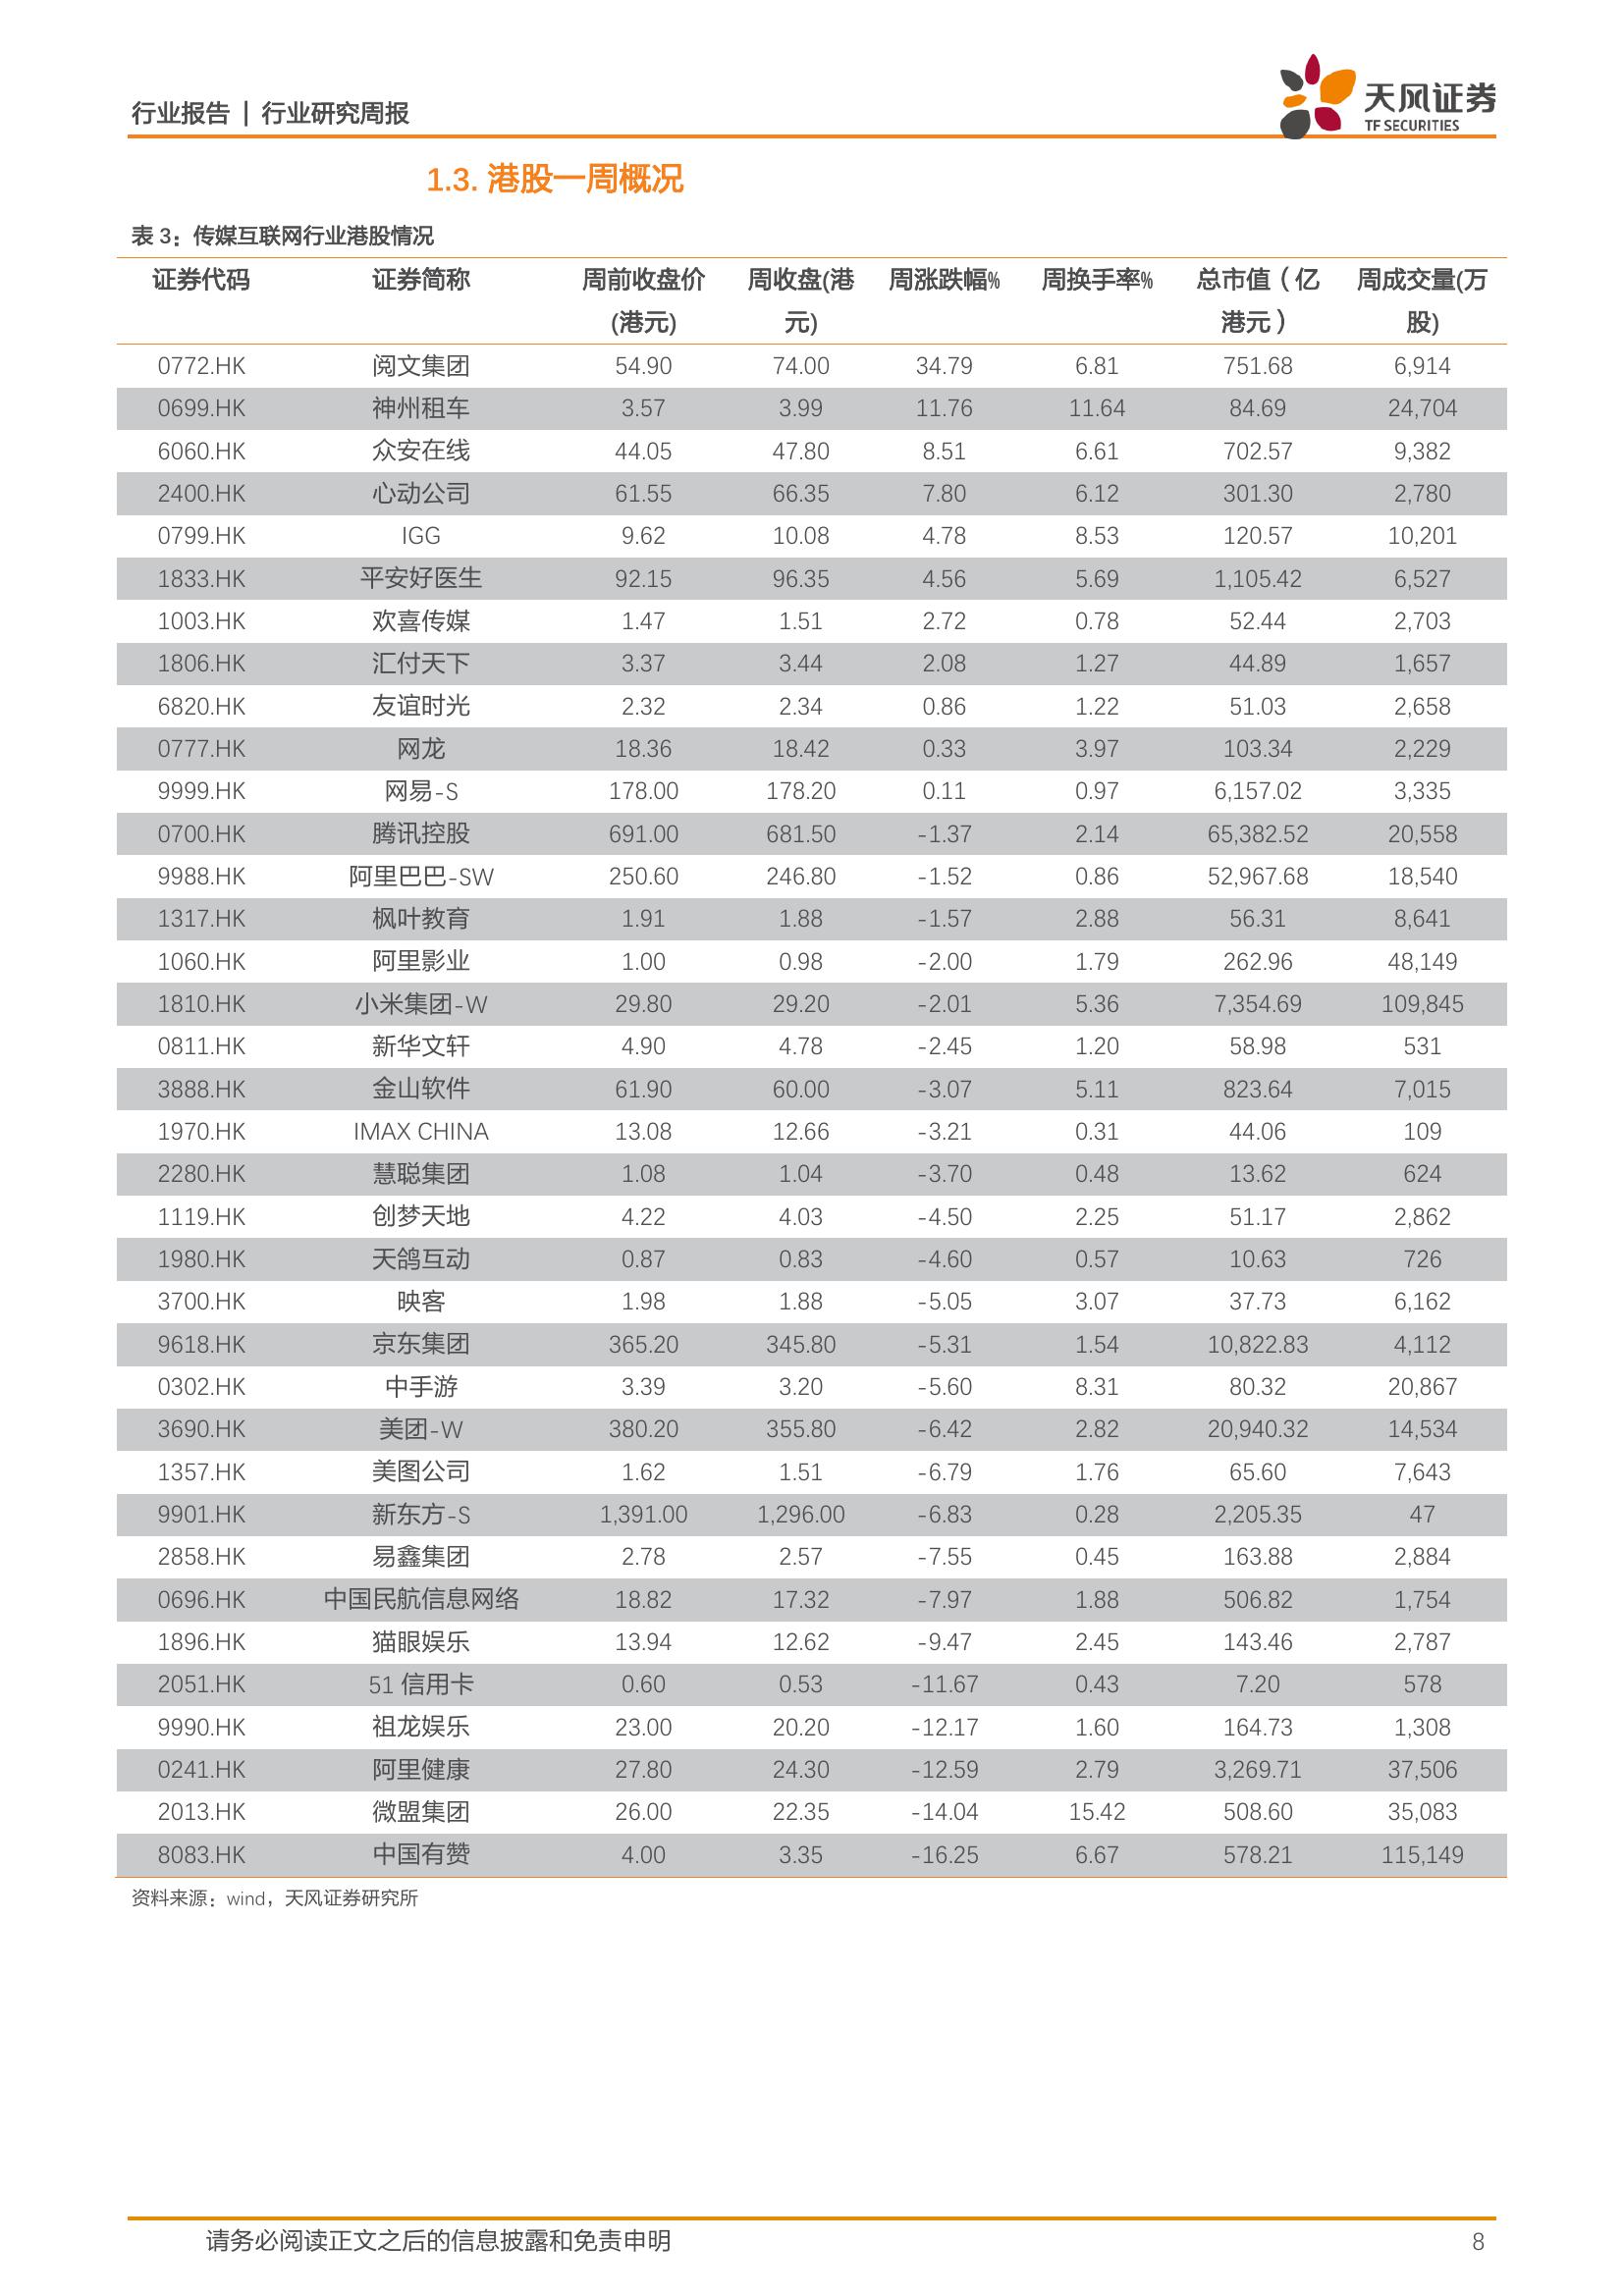 行业报告 | 行业研究周报
天风证券
TF SECURITIES
1.3. 港股一周概况
表 3：传媒互联网行业港股情况
证券代码 证券简称 周前收盘价(港元) 周收盘(港元) 周涨跌幅% 周换手率% 总市值（亿港元） 周成交量(万股)
0772.HK 阅文集团 54.90 74.00 34.79 6.81 751.68 6,914
0699.HK 神州租车 3.57 3.99 11.76 11.64 84.69 24,704
6060.HK 众安在线 44.05 47.80 8.51 6.61 702.57 9,382
2400.HK 心动公司 61.55 66.35 7.80 6.12 301.30 2,780
0799.HK IGG 9.62 10.08 4.78 8.53 120.57 10,201
1833.HK 平安好医生 92.15 96.35 4.56 5.69 1,105.42 6,527
1003.HK 欢喜传媒 1.47 1.51 2.72 0.78 52.44 2,703
1806.HK 汇付天下 3.37 3.44 2.08 1.27 44.89 1,657
6820.HK 友谊时光 2.32 2.34 0.86 1.22 51.03 2,658
0777.HK 网龙 18.36 18.42 0.33 3.97 103.34 2,229
9999.HK 网易-S 178.00 178.20 0.11 0.97 6,157.02 3,335
0700.HK 腾讯控股 691.00 681.50 -1.37 2.14 65,382.52 20,558
9988.HK 阿里巴巴-SW 250.60 246.80 -1.52 0.86 52,967.68 18,540
1317.HK 枫叶教育 1.91 1.88 -1.57 2.88 56.31 8,641
1060.HK 阿里影业 1.00 0.98 -2.00 1.79 262.96 48,149
1810.HK 小米集团-W 29.80 29.20 -2.01 5.36 7,354.69 109,845
0811.HK 新华文轩 4.90 4.78 -2.45 1.20 58.98 531
3888.HK 金山软件 61.90 60.00 -3.07 5.11 823.64 7,015
1970.HK IMAX CHINA 13.08 12.66 -3.21 0.31 44.06 109
2280.HK 慧聪集团 1.08 1.04 -3.70 0.48 13.62 624
1119.HK 创梦天地 4.22 4.03 -4.50 2.25 51.17 2,862
1980.HK 天鸽互动 0.87 0.83 -4.60 0.57 10.63 726
3700.HK 映客 1.98 1.88 -5.05 3.07 37.73 6,162
9618.HK 京东集团 365.20 345.80 -5.31 1.54 10,822.83 4,112
0302.HK 中手游 3.39 3.20 -5.60 8.31 80.32 20,867
3690.HK 美团-W 380.20 355.80 -6.42 2.82 20,940.32 14,534
1357.HK 美图公司 1.62 1.51 -6.79 1.76 65.60 7,643
9901.HK 新东方-S 1,391.00 1,296.00 -6.83 0.28 2,205.35 47
2858.HK 易鑫集团 2.78 2.57 -7.55 0.45 163.88 2,884
0696.HK 中国民航信息网络 18.82 17.32 -7.97 1.88 506.82 1,754
1896.HK 猫眼娱乐 13.94 12.62 -9.47 2.45 143.46 2,787
2051.HK 51 信用卡 0.60 0.53 -11.67 0.43 7.20 578
9990.HK 祖龙娱乐 23.00 20.20 -12.17 1.60 164.73 1,308
0241.HK 阿里健康 27.80 24.30 -12.59 2.79 3,269.71 37,506
2013.HK 微盟集团 26.00 22.35 -14.04 15.42 508.60 35,083
8083.HK 中国有赞 4.00 3.35 -16.25 6.67 578.21 115,149
资料来源：wind，天风证券研究所
请务必阅读正文之后的信息披露和免责申明 8